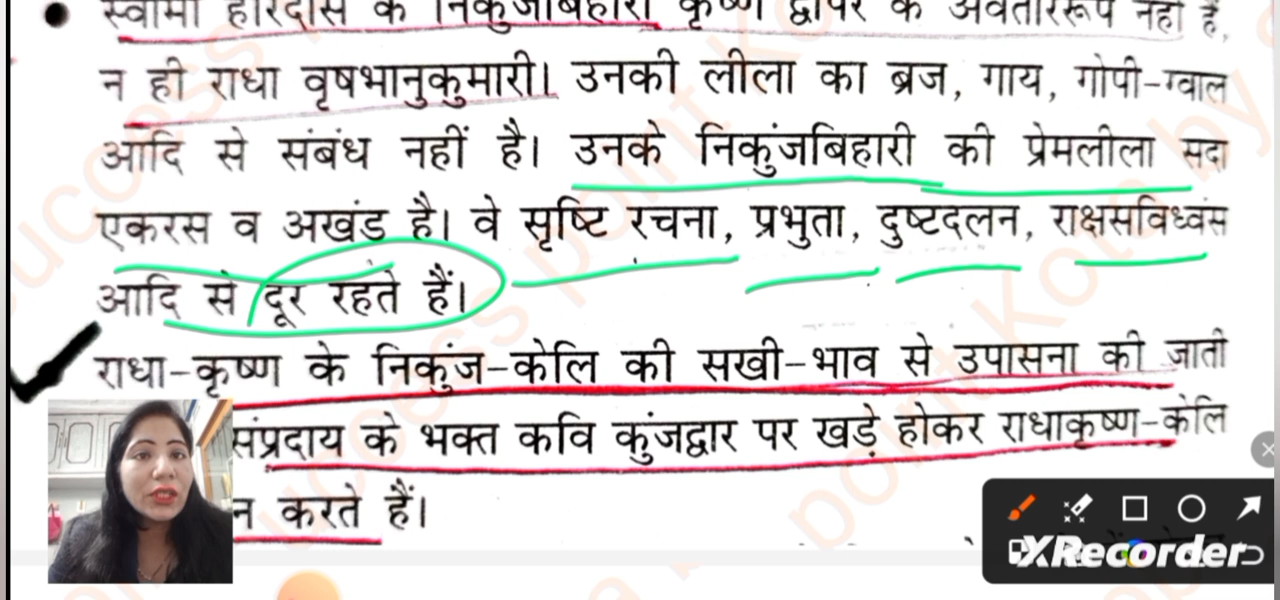 स्वामी हरिदास के निकुंजबिहारी कृष्ण द्वापर के अवताररूप नहीं हैं,
न ही राधा वृषभानुकुमारी। उनकी लीला का ब्रज, गाय, गोपी-ग्वाल
आदि से संबंध नहीं है। उनके निकुंजबिहारी की प्रेमलीला सदा
एकरस व अखंड है। वे सृष्टि रचना, प्रभुता, दुष्टदलन, राक्षसविध्वंस
आदि से दूर रहते हैं।
राधा-कृष्ण के निकुंज-केलि की सखी-भाव से उपासना की जाती
संप्रदाय के भक्त कवि कुंजद्वार पर खड़े होकर राधाकृष्ण-केलि
न करते हैं।
XRecorder